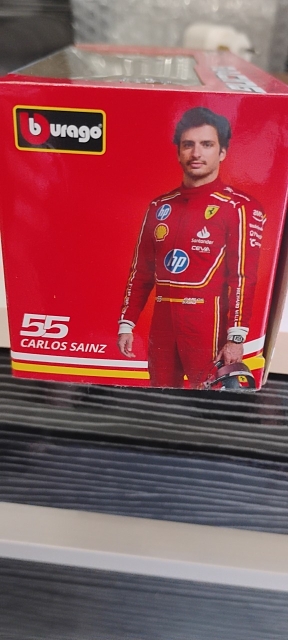 burago
hp
Santander
CEVA
hp
55
CARLOS SAINZ